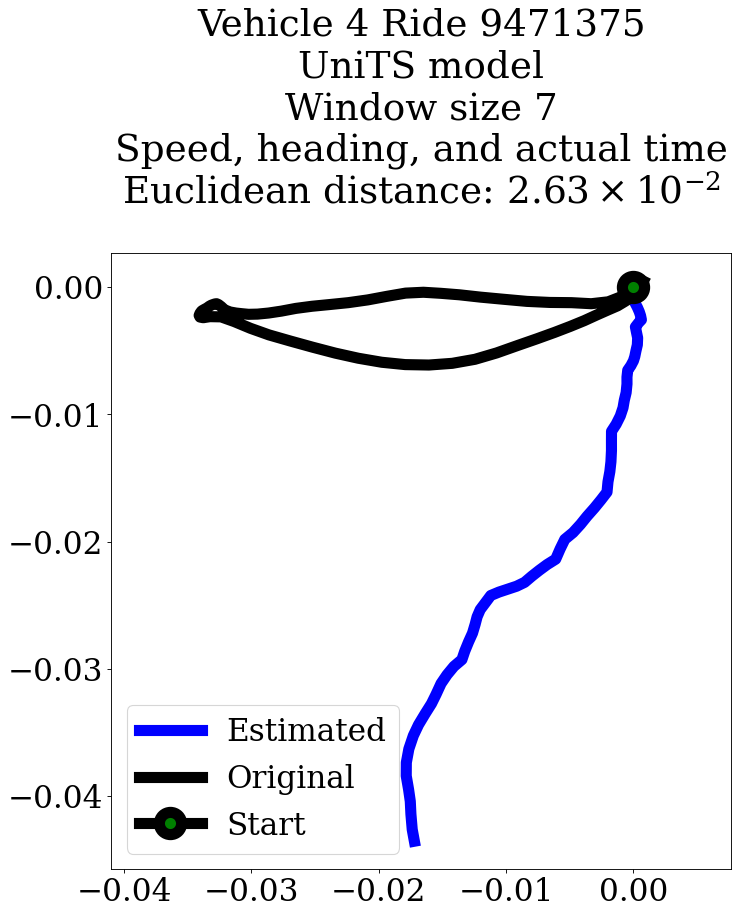 Vehicle 4 Ride 9471375
UniTS model
Window size 7
Speed, heading, and actual time
Euclidean distance: 2.63 × 10⁻²
0.00
−0.01
−0.02
−0.03
−0.04
Estimated
Original
Start
−0.04 −0.03 −0.02 −0.01 0.00